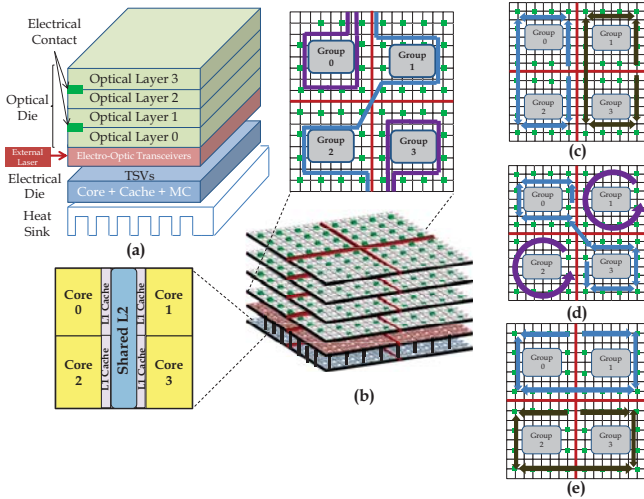 Electrical
Contact
Optical Layer 3
Optical Layer 2
Optical Layer 1
Optical Layer 0
Optical
Die
External
Laser
Electro-Optic Transceivers
TSVs
Electrical
Die
Core + Cache + MC
Heat
Sink
(a)
Group
0
Group
1
Group
2
Group
3
(b)
Core
0
L1 Cache
Shared L2
L1 Cache
Core
1
Core
2
L1 Cache
L1 Cache
Core
3
Group
0
Group
1
Group
2
Group
3
(c)
Group
0
Group
1
Group
2
Group
3
(d)
Group
0
Group
1
Group
2
Group
3
(e)